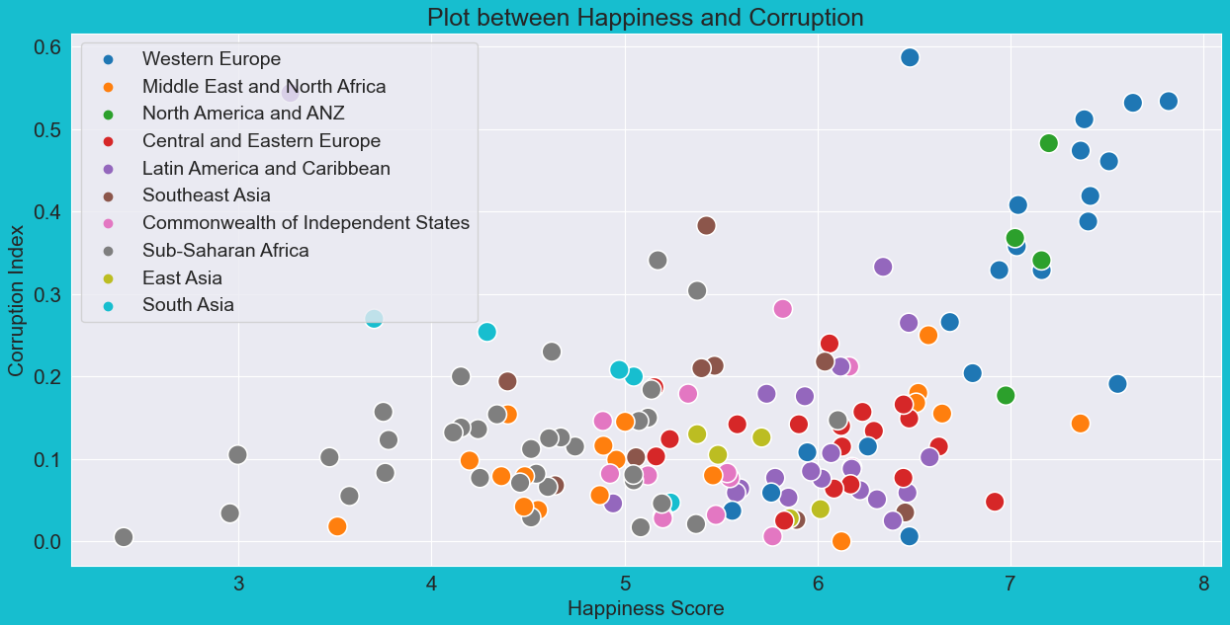 Plot between Happiness and Corruption
Western Europe
Middle East and North Africa
North America and ANZ
Central and Eastern Europe
Latin America and Caribbean
Southeast Asia
Commonwealth of Independent States
Sub-Saharan Africa
East Asia
South Asia
Corruption Index
0.6
0.5
0.4
0.3
0.2
0.1
0.0
3 4 5 6 7 8
Happiness Score